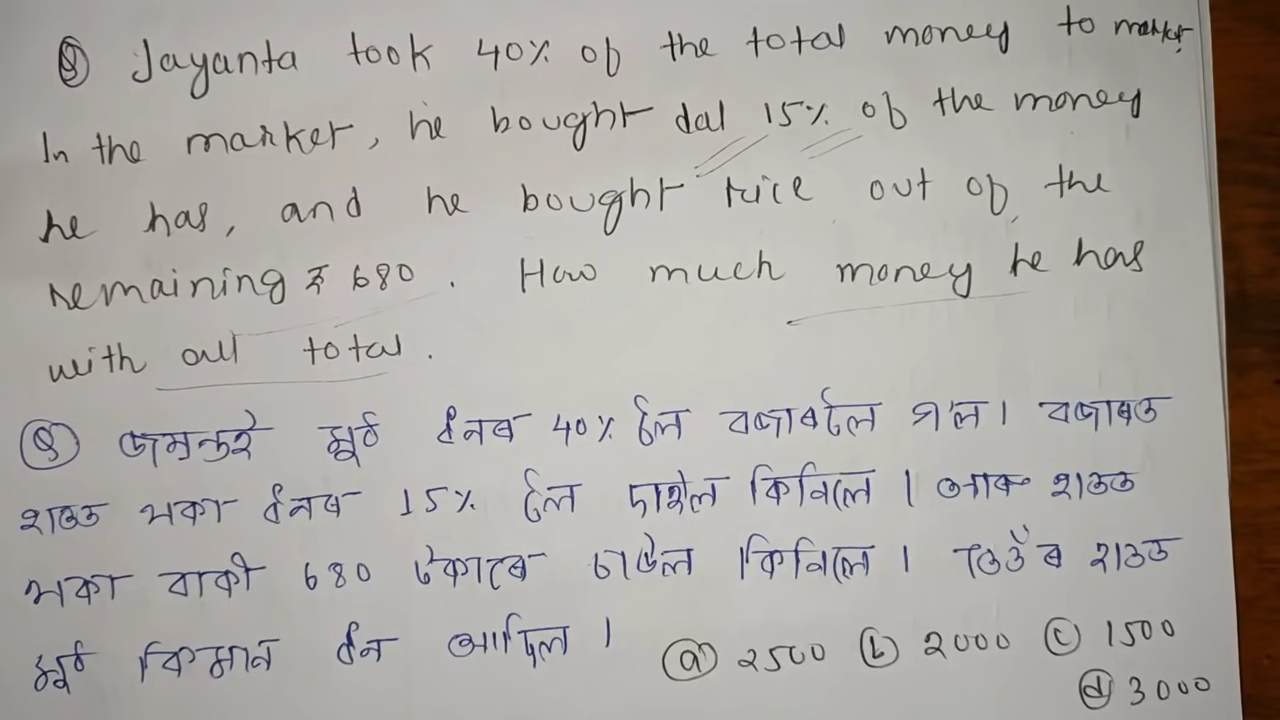 Ⓠ Jayanta took 40% of the total money to market.
In the market, he bought dal 15% of the money
he has, and he bought rice out of the
remaining ₹ 680. How much money he has
with all total.
Ⓠ জয়ন্তই মুঠ ধনৰ 40% লৈ বজাৰলৈ গ'ল। বজাৰত
হাতত থকা ধনৰ 15% লৈ দাইল কিনিলে। আৰু হাতত
থকা বাকী 680 টকাৰে চাউল কিনিলে। তেওঁৰ হাতত
মুঠ কিমান ধন আছিল।
ⓐ 2500 ⓑ 2000 ⓒ 1500
ⓓ 3000